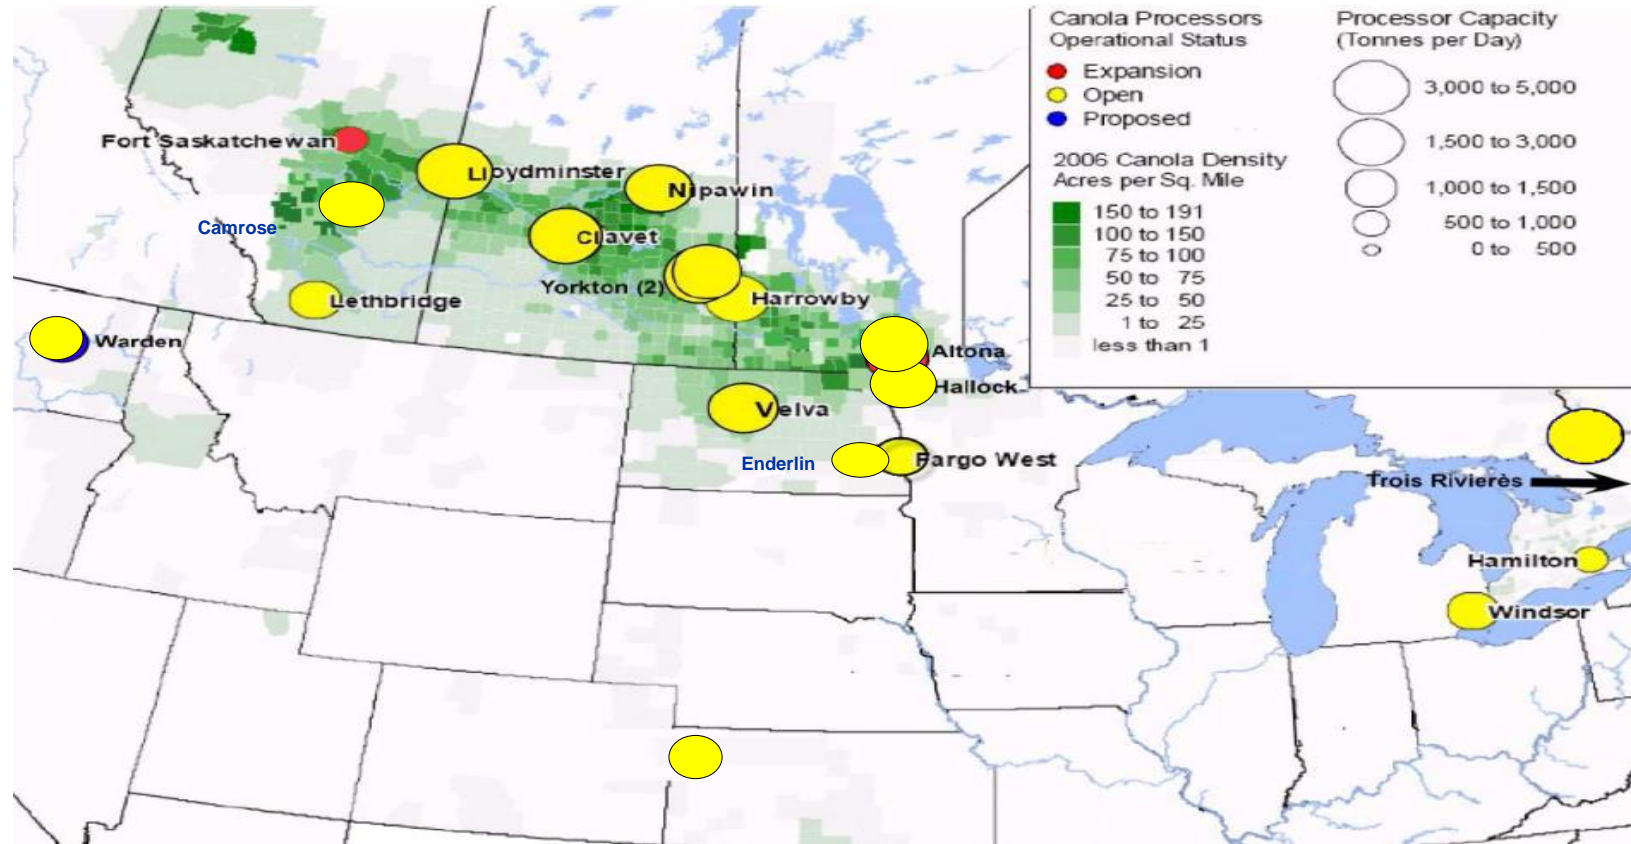 Canola Processors
Operational Status
Expansion
Open
Proposed
2006 Canola Density
Acres per Sq. Mile
150 to 191
100 to 150
75 to 100
50 to 75
25 to 50
1 to 25
less than 1
Processor Capacity
(Tonnes per Day)
3,000 to 5,000
1,500 to 3,000
1,000 to 1,500
500 to 1,000
0 to 500
Fort Saskatchewan
Lloydminster
Nipawin
Camrose
Clavet
Yorkton (2)
Harrowby
Lethbridge
Warden
Altona
Hallock
Velva
Enderlin
Fargo West
Trois Rivierès
Hamilton
Windsor